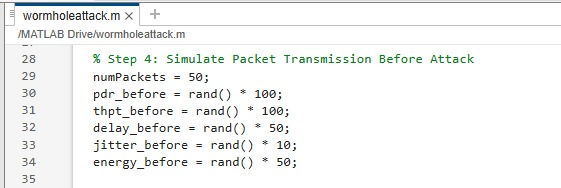 wormholeattack.m × +
/MATLAB Drive/wormholeattack.m
28 % Step 4: Simulate Packet Transmission Before Attack
29 numPackets = 50;
30 pdr_before = rand() * 100;
31 thpt_before = rand() * 100;
32 delay_before = rand() * 50;
33 jitter_before = rand() * 10;
34 energy_before = rand() * 50;
35